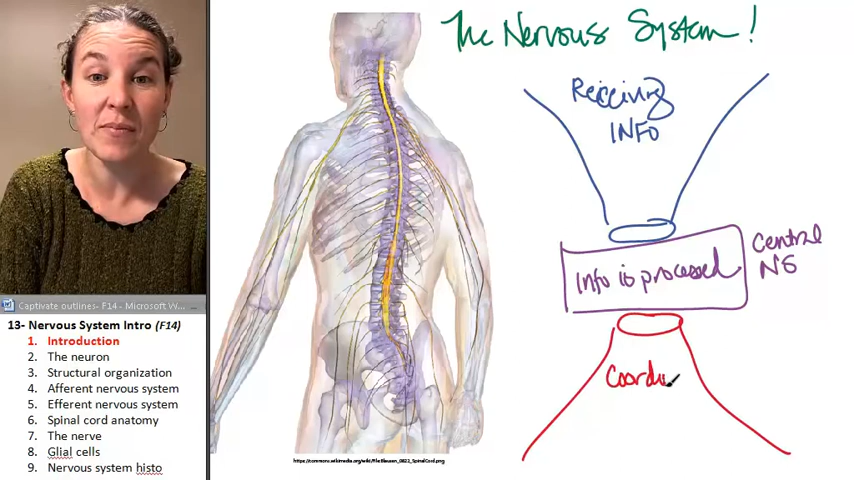 The Nervous System!
Receiving
INFO
Info is processed
Central
NS
Coordi
Captivate outlines- F14 - Microsoft W...
13- Nervous System Intro (F14)
1. Introduction
2. The neuron
3. Structural organization
4. Afferent nervous system
5. Efferent nervous system
6. Spinal cord anatomy
7. The nerve
8. Glial cells
9. Nervous system histo